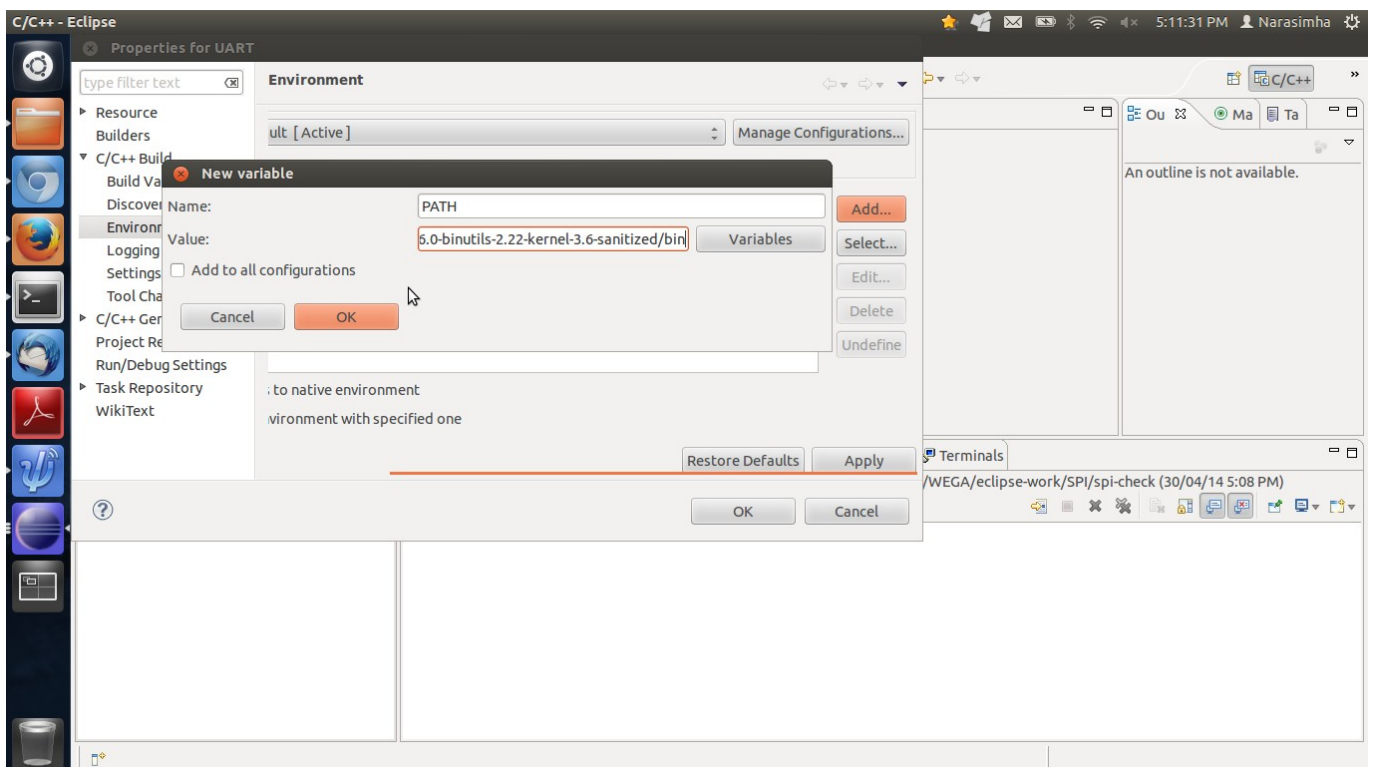 C/C++ - Eclipse
5:11:31 PM Narasimha
Properties for UART
type filter text
Environment
C/C++
»
Resource
Builders
C/C++ Build
Build Va
Discover
Environm
Logging
Settings
Tool Cha
C/C++ Gen
Project Re
Run/Debug Settings
Task Repository
WikiText
ult [ Active ]
Manage Configurations...
New variable
Name:
PATH
Value:
6.0-binutils-2.22-kernel-3.6-sanitized/bin
Variables
Add to all configurations
Cancel
OK
Add...
Select...
Edit...
Delete
Undefine
to native environment
vironment with specified one
Restore Defaults
Apply
OK
Cancel
Ou
Ma
Ta
An outline is not available.
Terminals
/WEGA/eclipse-work/SPI/spi-check (30/04/14 5:08 PM)